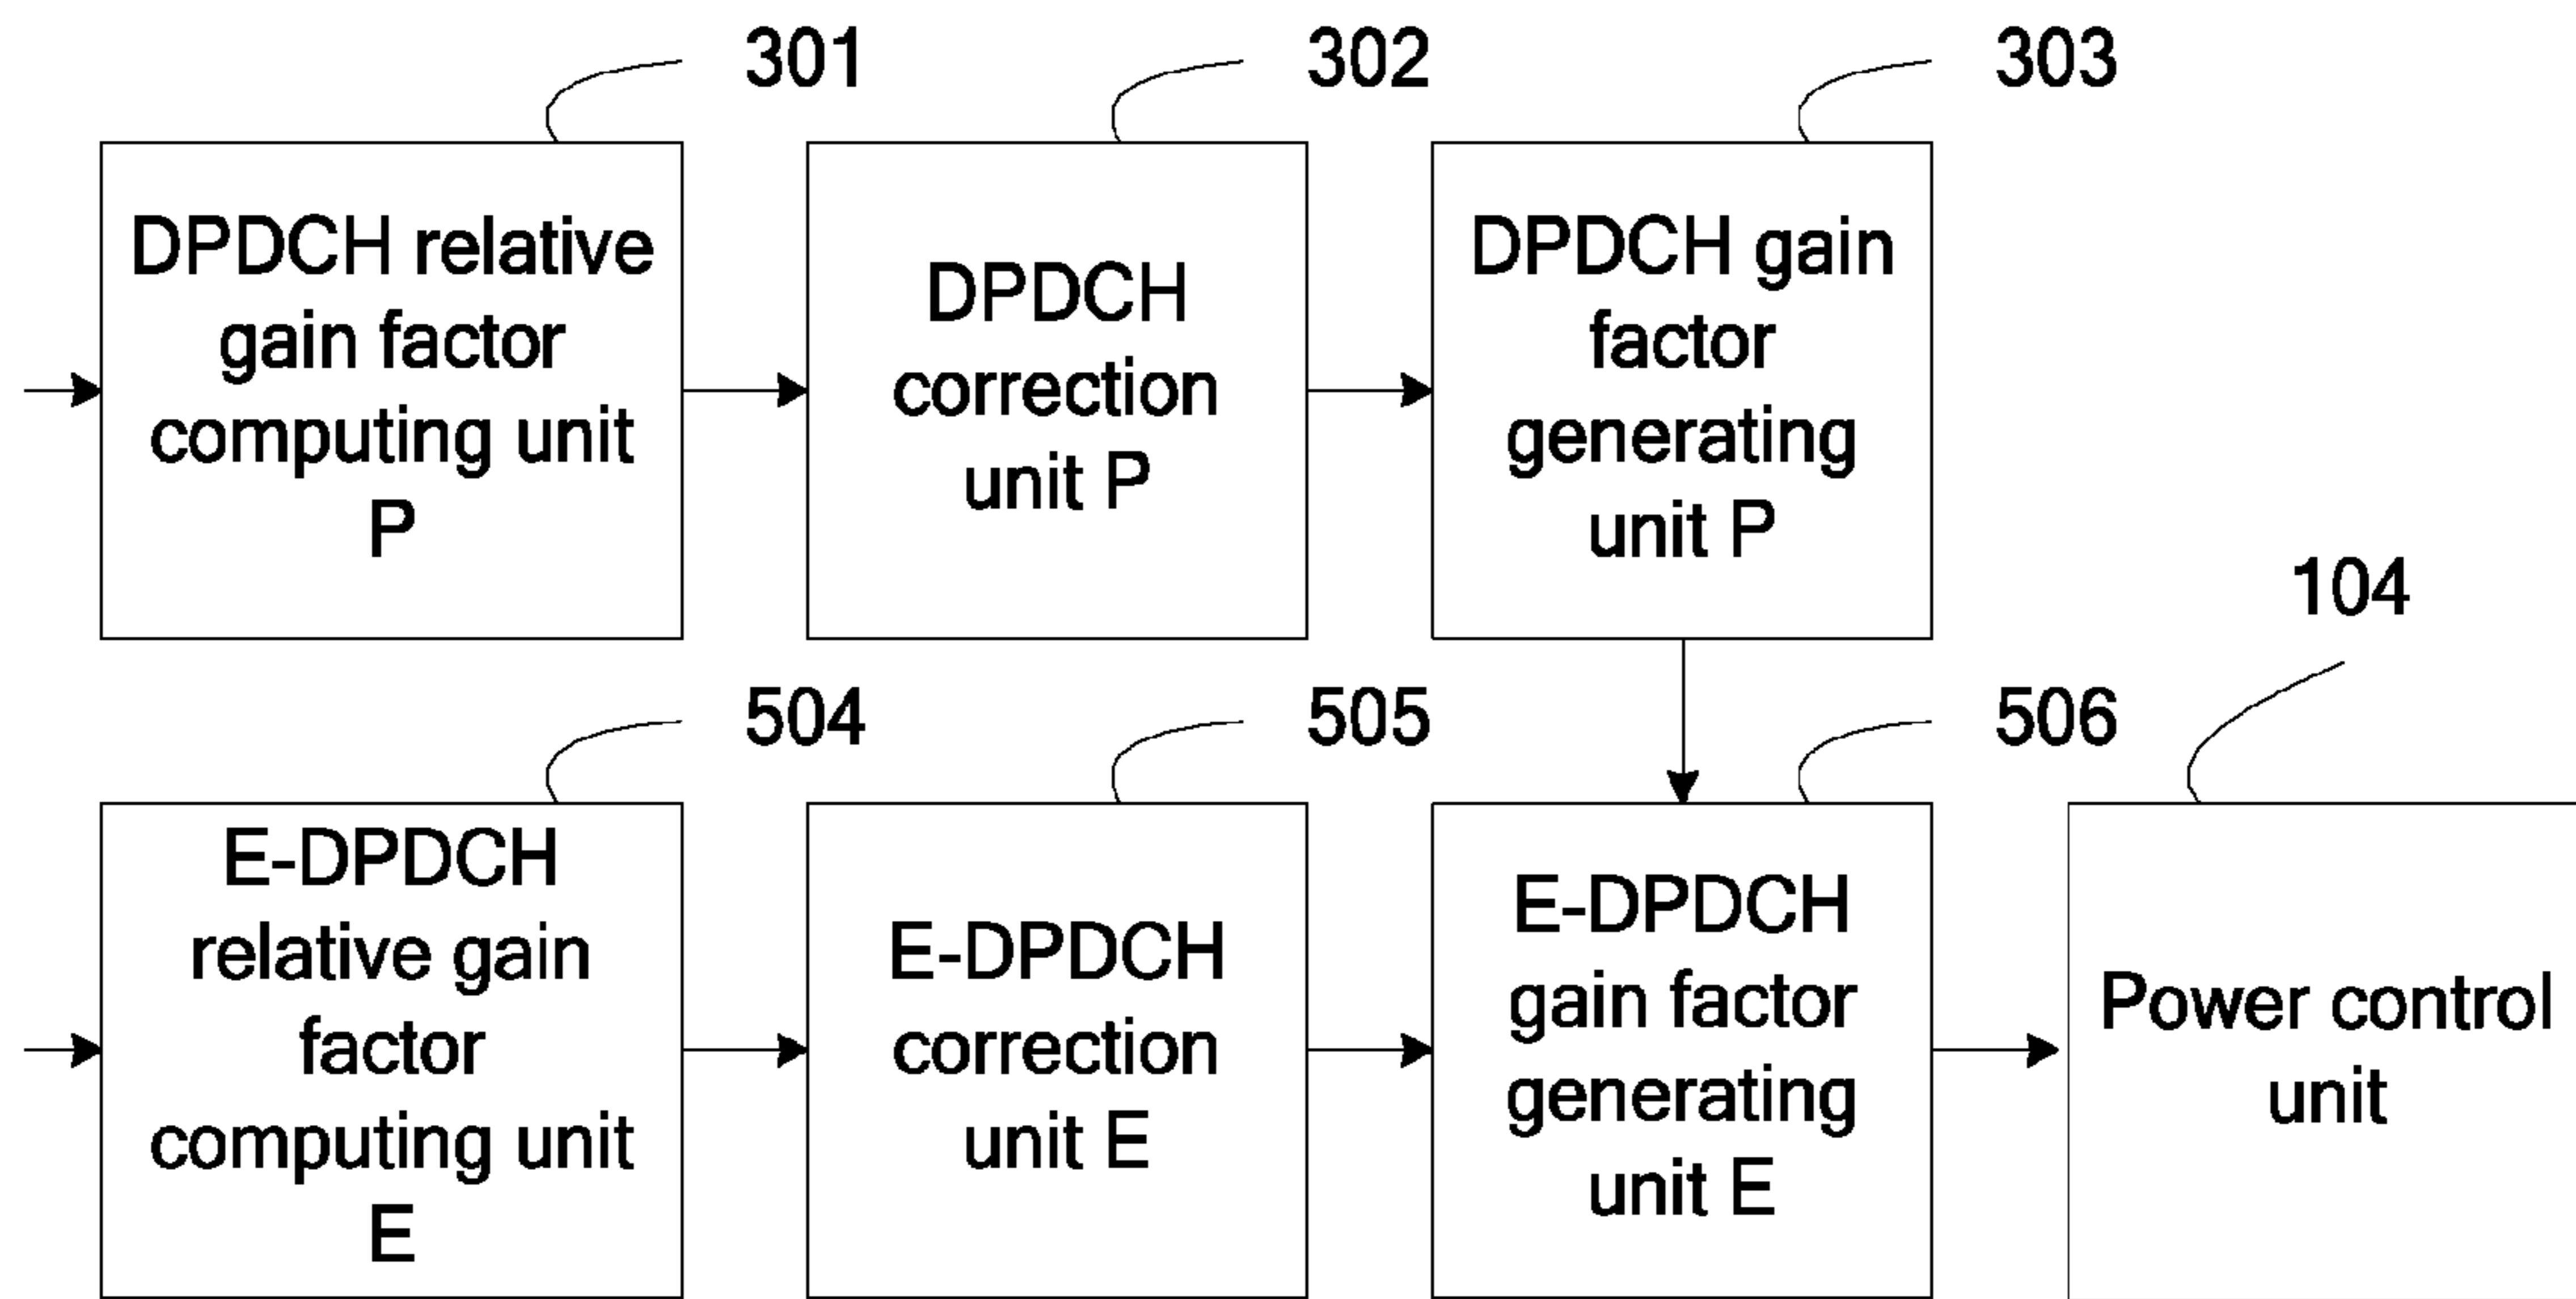 301
302
303
DPDCH relative
gain factor
computing unit
P
DPDCH
correction
unit P
DPDCH gain
factor
generating
unit P
104
504
505
506
E-DPDCH
relative gain
factor
computing unit
E
E-DPDCH
correction
unit E
E-DPDCH
gain factor
generating
unit E
Power control
unit